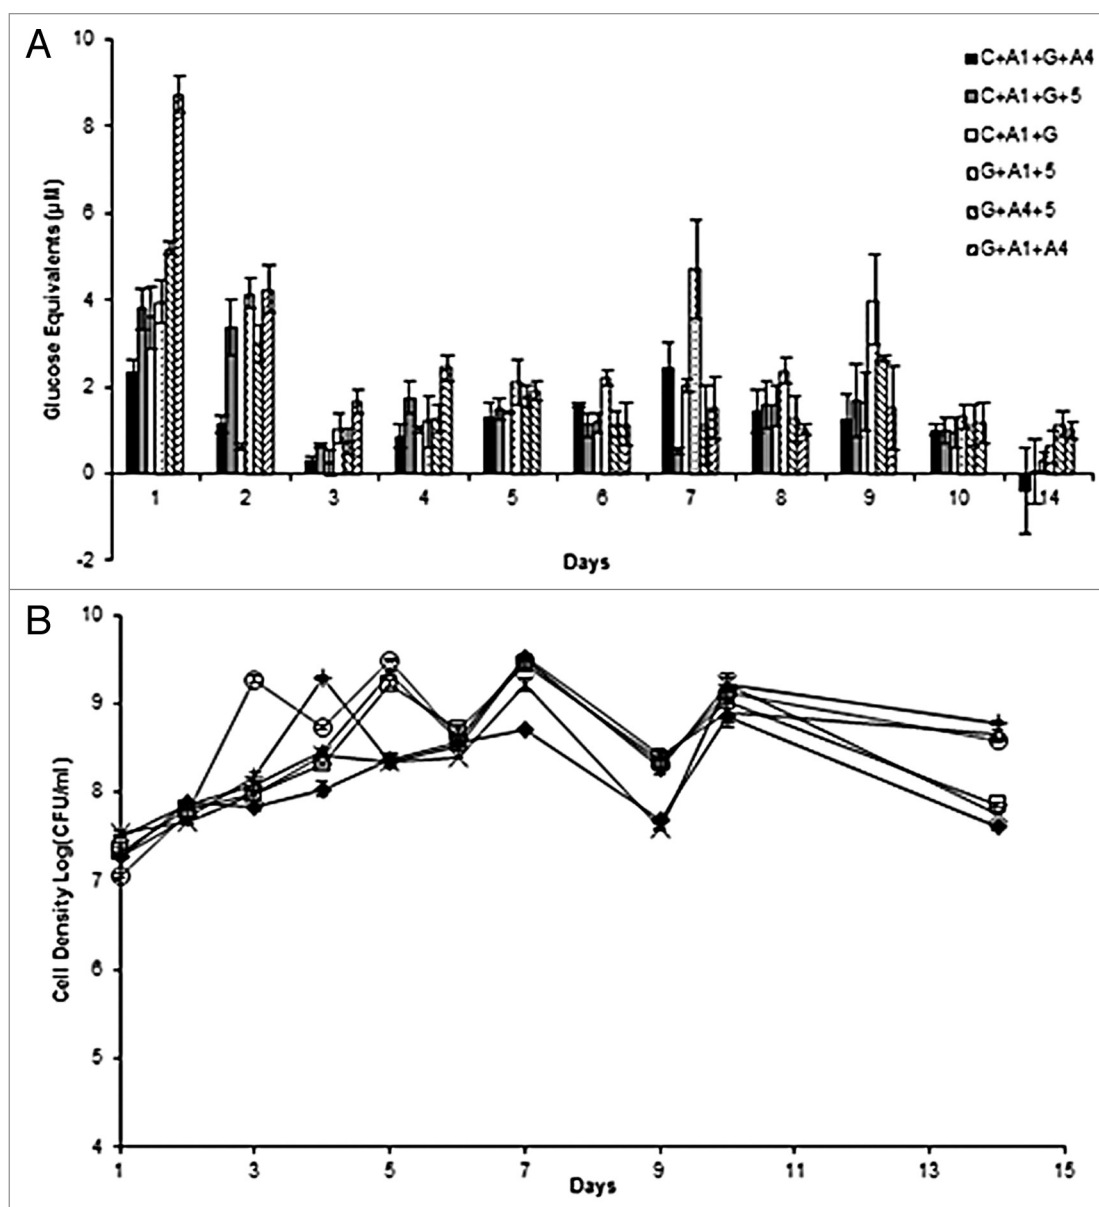 A
10
8
6
4
2
0
-2
Glucose Equivalents (µM)
C+A1+G+A4
C+A1+G+5
C+A1+G
G+A1+5
G+A4+5
G+A1+A4
1 2 3 4 5 6 7 8 9 10 14
Days
B
10
9
8
7
6
5
4
Cell Density Log(CFU/ml)
1 3 5 7 9 11 13 15
Days